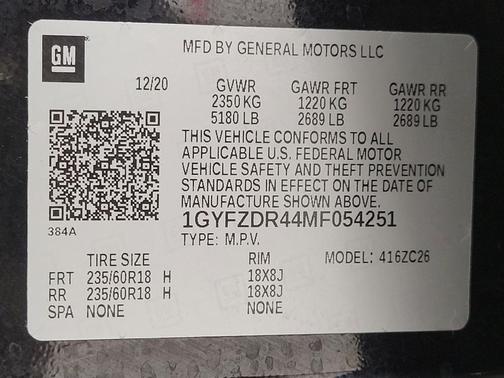 GM
MFD BY GENERAL MOTORS LLC
12/20 GVWR GAWR FRT GAWR RR
2350 KG 1220 KG 1220 KG
5180 LB 2689 LB 2689 LB
THIS VEHICLE CONFORMS TO ALL
APPLICABLE U.S. FEDERAL MOTOR
VEHICLE SAFETY AND THEFT PREVENTION
STANDARDS IN EFFECT ON THE DATE OF
MANUFACTURE SHOWN ABOVE.
384A
1GYFZDR44MF054251
TYPE: M.P.V.
TIRE SIZE RIM MODEL: 416ZC26
FRT 235/60R18 H 18X8J
RR 235/60R18 H 18X8J
SPA NONE NONE